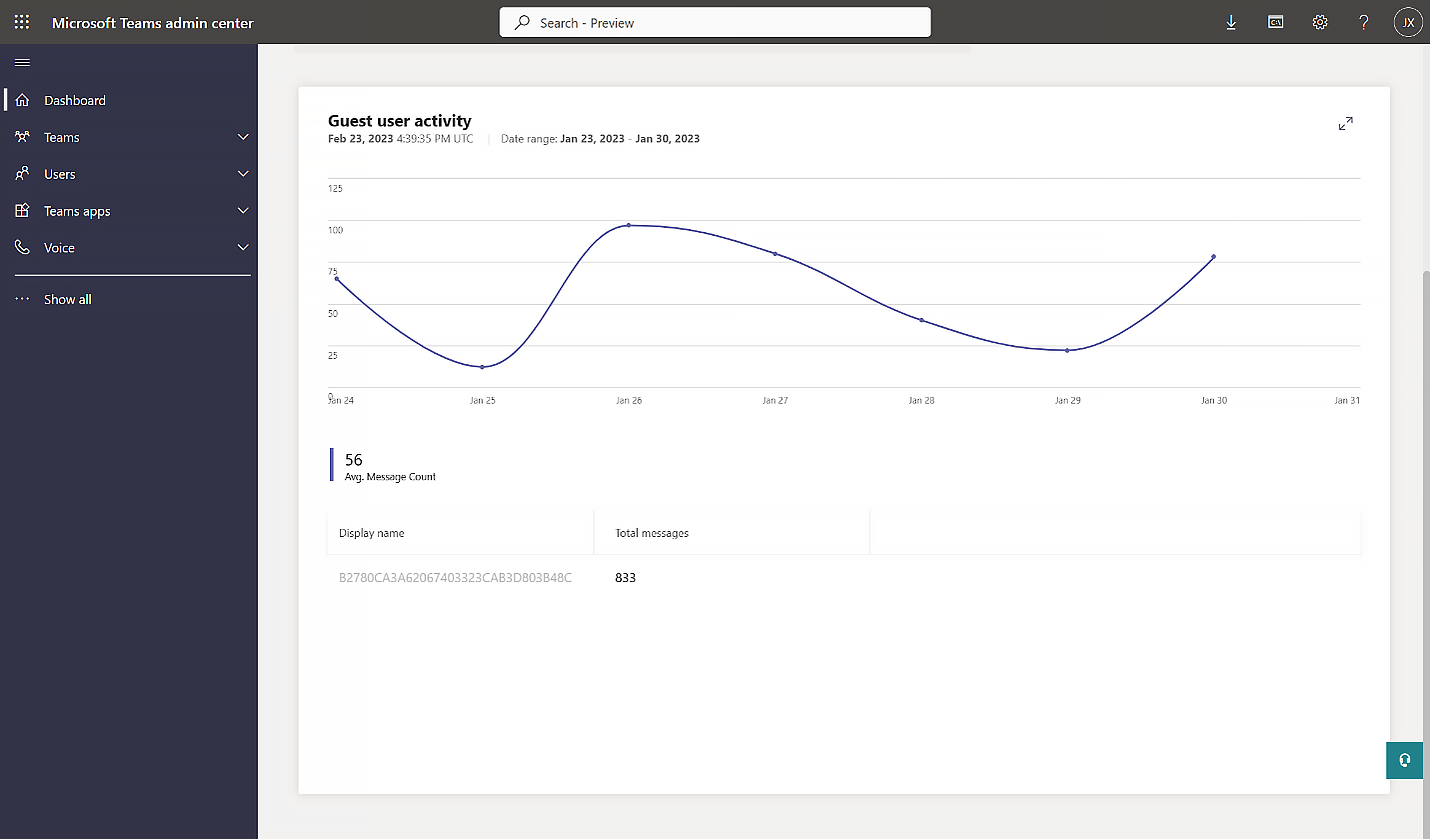 Microsoft Teams admin center
Search - Preview
JX
Dashboard
Teams
Users
Teams apps
Voice
Show all
Guest user activity
Feb 23, 2023 4:39:35 PM UTC | Date range: Jan 23, 2023 - Jan 30, 2023
125
100
75
50
25
0
Jan 24 Jan 25 Jan 26 Jan 27 Jan 28 Jan 29 Jan 30 Jan 31
56
Avg. Message Count
Display name Total messages
B2780CA3A62067403323CAB3D803B48C 833